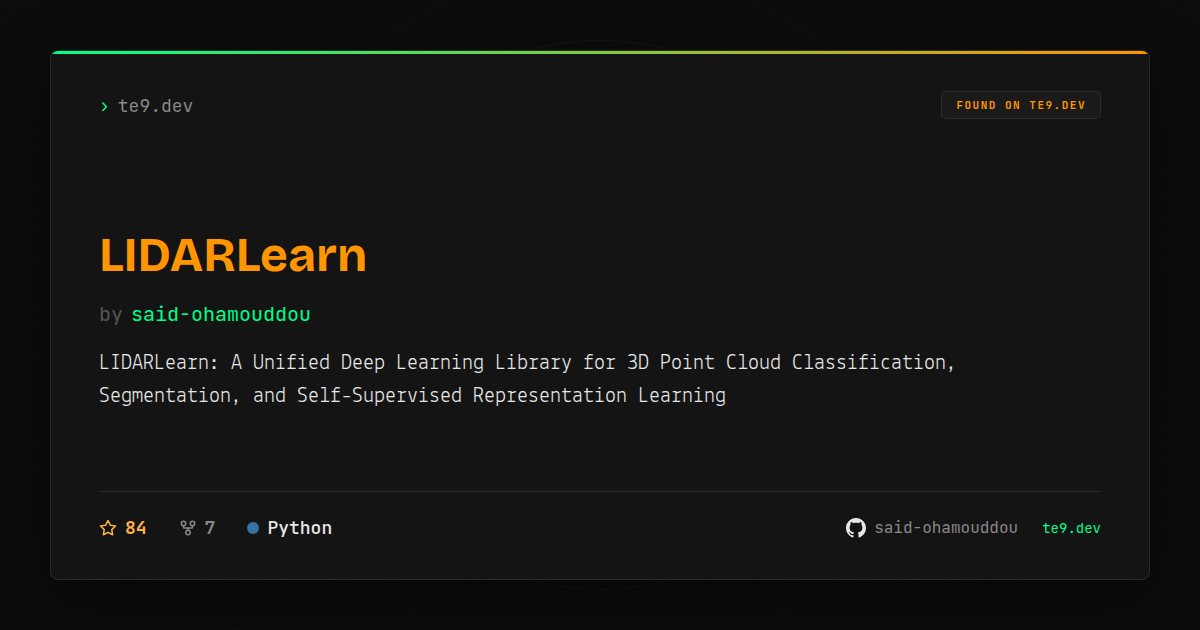 › te9.dev
FOUND ON TE9.DEV
LIDARLearn
by said-ohamouddou
LIDARLearn: A Unified Deep Learning Library for 3D Point Cloud Classification,
Segmentation, and Self-Supervised Representation Learning
84 7 Python
said-ohamouddou te9.dev